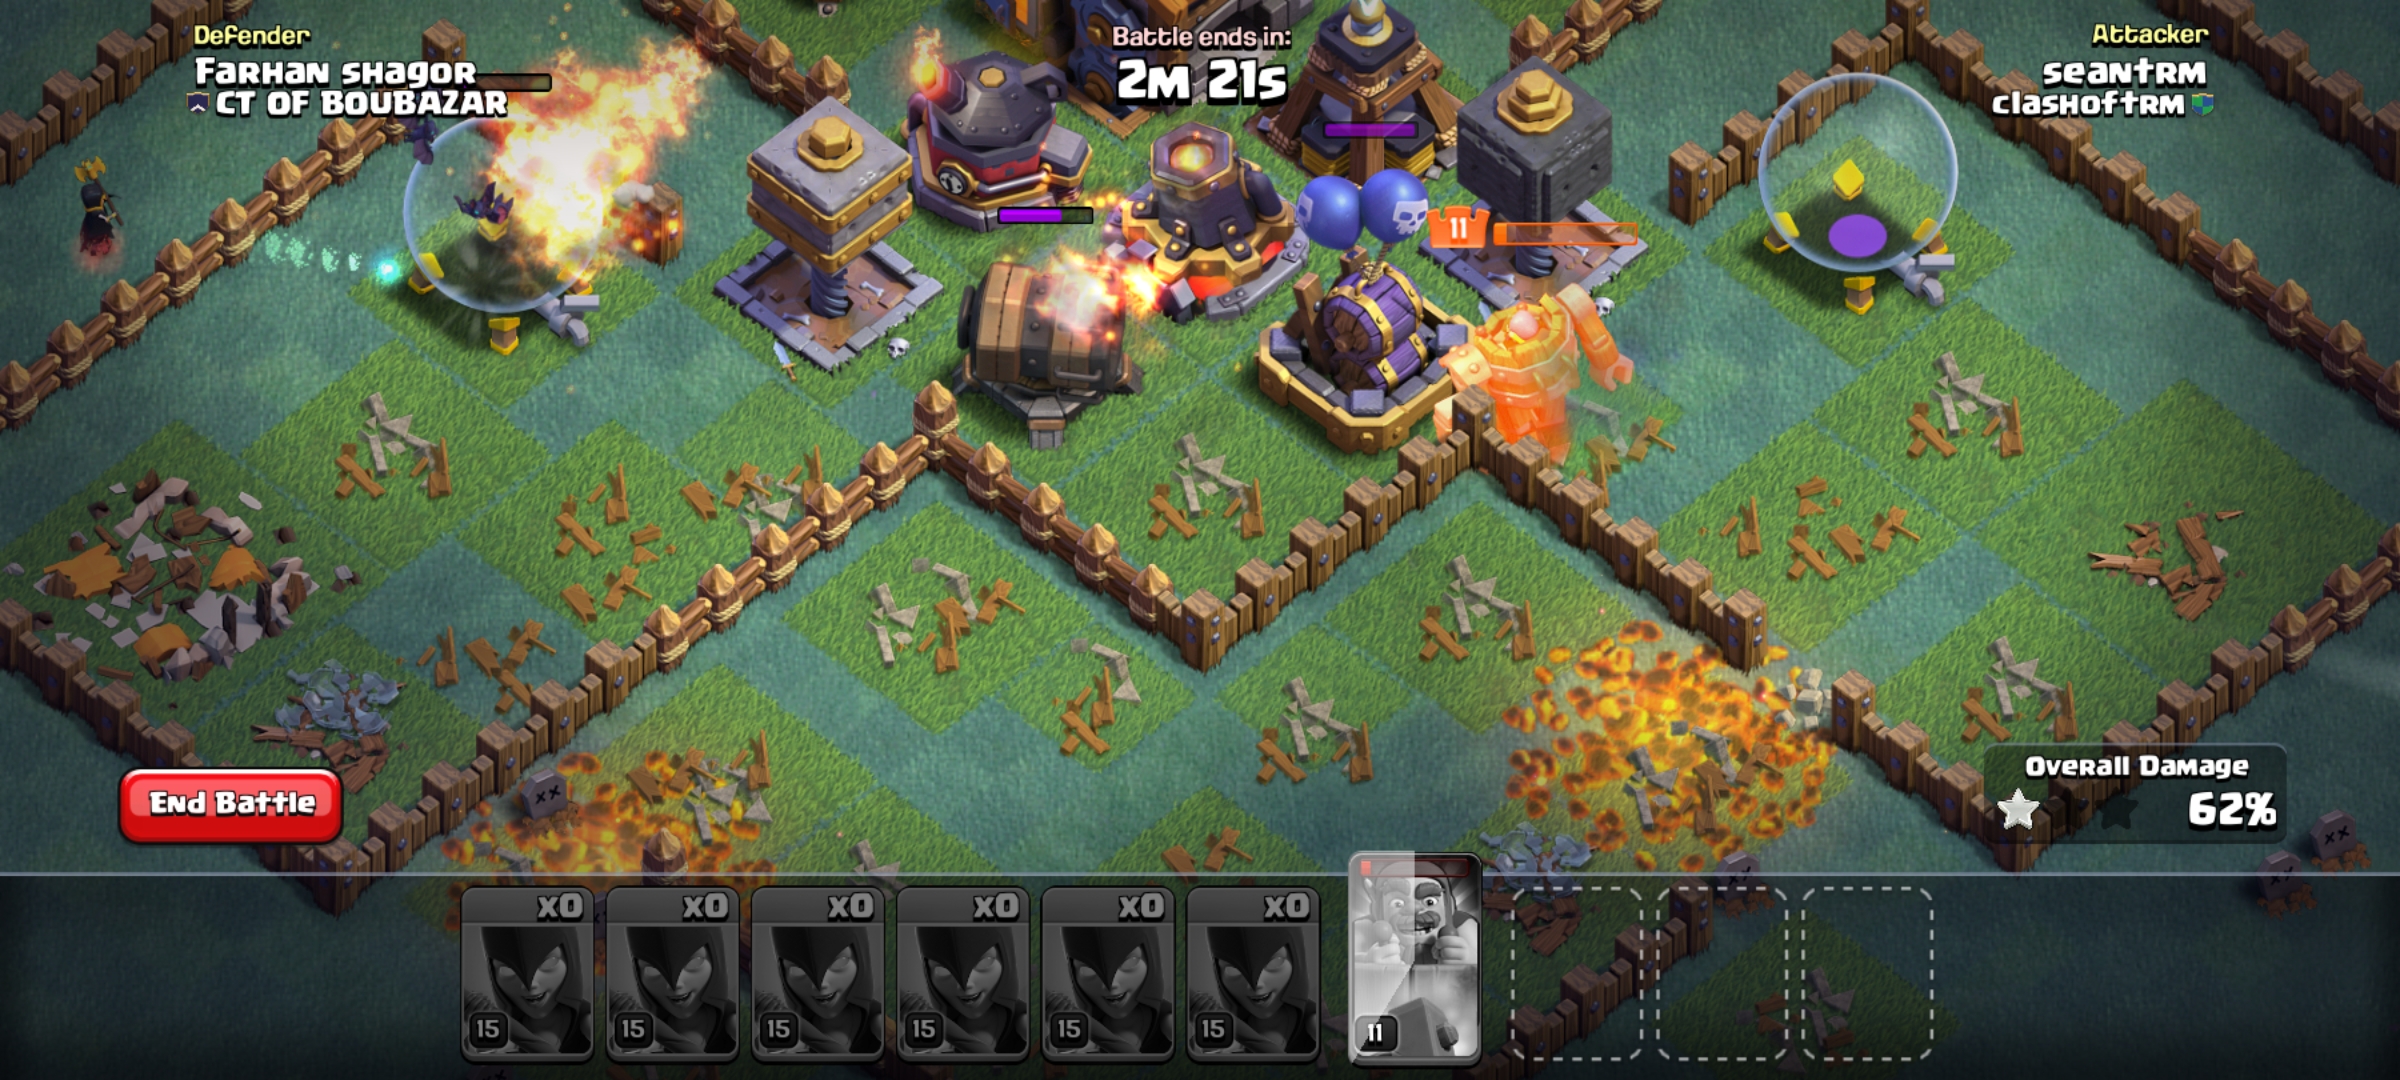 Defender
Farhan shagor
CT OF BOUBAZAR
Battle ends in:
2M 21s
Attacker
seantRM
clashoftRM
11
End Battle
Overall Damage
62%
x0
x0
x0
x0
x0
x0
15
15
15
15
15
15
11